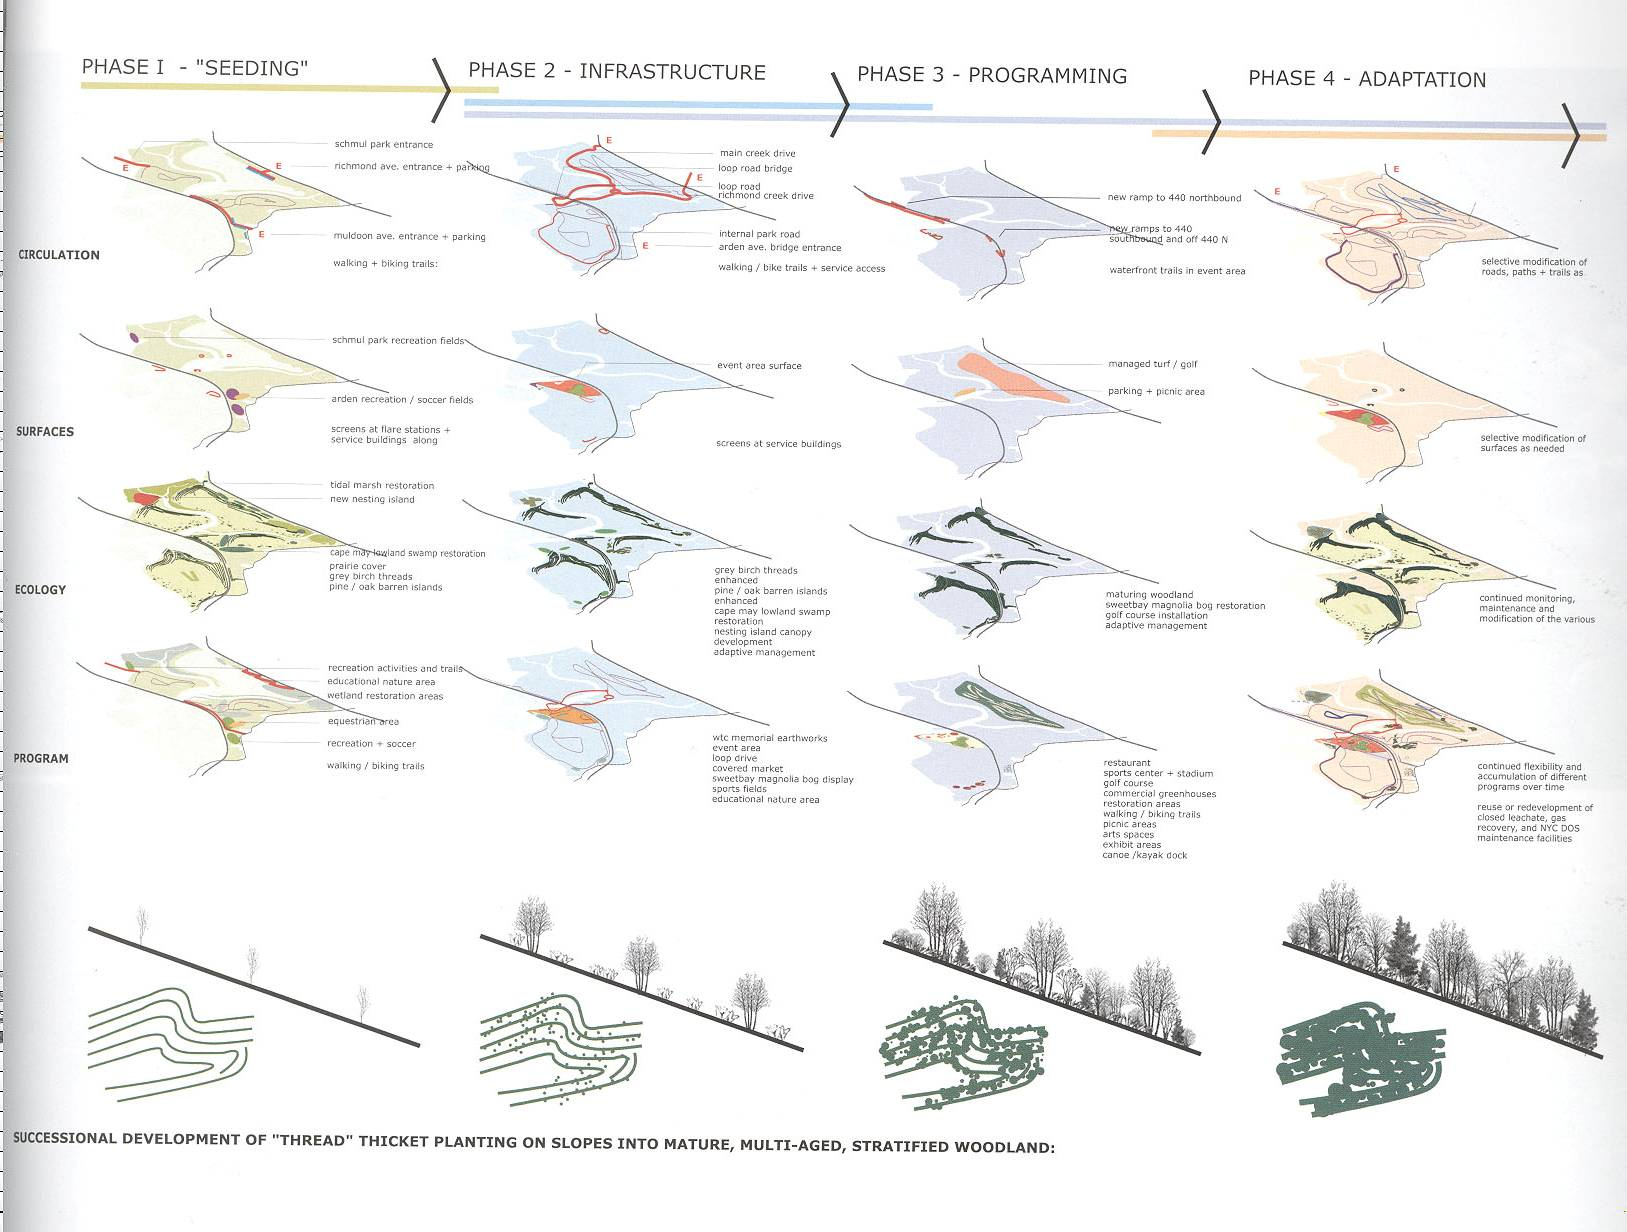 PHASE I - "SEEDING"
PHASE 2 - INFRASTRUCTURE
PHASE 3 - PROGRAMMING
PHASE 4 - ADAPTATION
CIRCULATION
E
E
E
schmul park entrance
richmond ave. entrance + parking
muldoon ave. entrance + parking
walking + biking trails:
E
E
E
main creek drive
loop road bridge
loop road
richmond creek drive
internal park road
arden ave. bridge entrance
walking / bike trails + service access
new ramp to 440 northbound
new ramps to 440
southbound and off 440 N
waterfront trails in event area
E
E
selective modification of
roads, paths + trails as
SURFACES
schmul park recreation fields
arden recreation / soccer fields
screens at flare stations +
service buildings along
event area surface
screens at service buildings
managed turf / golf
parking + picnic area
selective modification of
surfaces as needed
ECOLOGY
tidal marsh restoration
new nesting island
cape may lowland swamp restoration
prairie cover
grey birch threads
pine / oak barren islands
grey birch threads
enhanced
pine / oak barren islands
enhanced
cape may lowland swamp
restoration
nesting island canopy
development
adaptive management
maturing woodland
sweetbay magnolia bog restoration
golf course installation
adaptive management
continued monitoring,
maintenance and
modification of the various
PROGRAM
recreation activities and trails
educational nature area
wetland restoration areas
equestrian area
recreation + soccer
walking / biking trails
wtc memorial earthworks
event area
loop drive
covered market
sweetbay magnolia bog display
sports fields
educational nature area
restaurant
sports center + stadium
golf course
commercial greenhouses
restoration areas
walking / biking trails
picnic areas
arts spaces
exhibit areas
canoe /kayak dock
continued flexibility and
accumulation of different
programs over time
reuse or redevelopment of
closed leachate, gas
recovery, and NYC DOS
maintenance facilities
SUCCESSIONAL DEVELOPMENT OF "THREAD" THICKET PLANTING ON SLOPES INTO MATURE, MULTI-AGED, STRATIFIED WOODLAND: